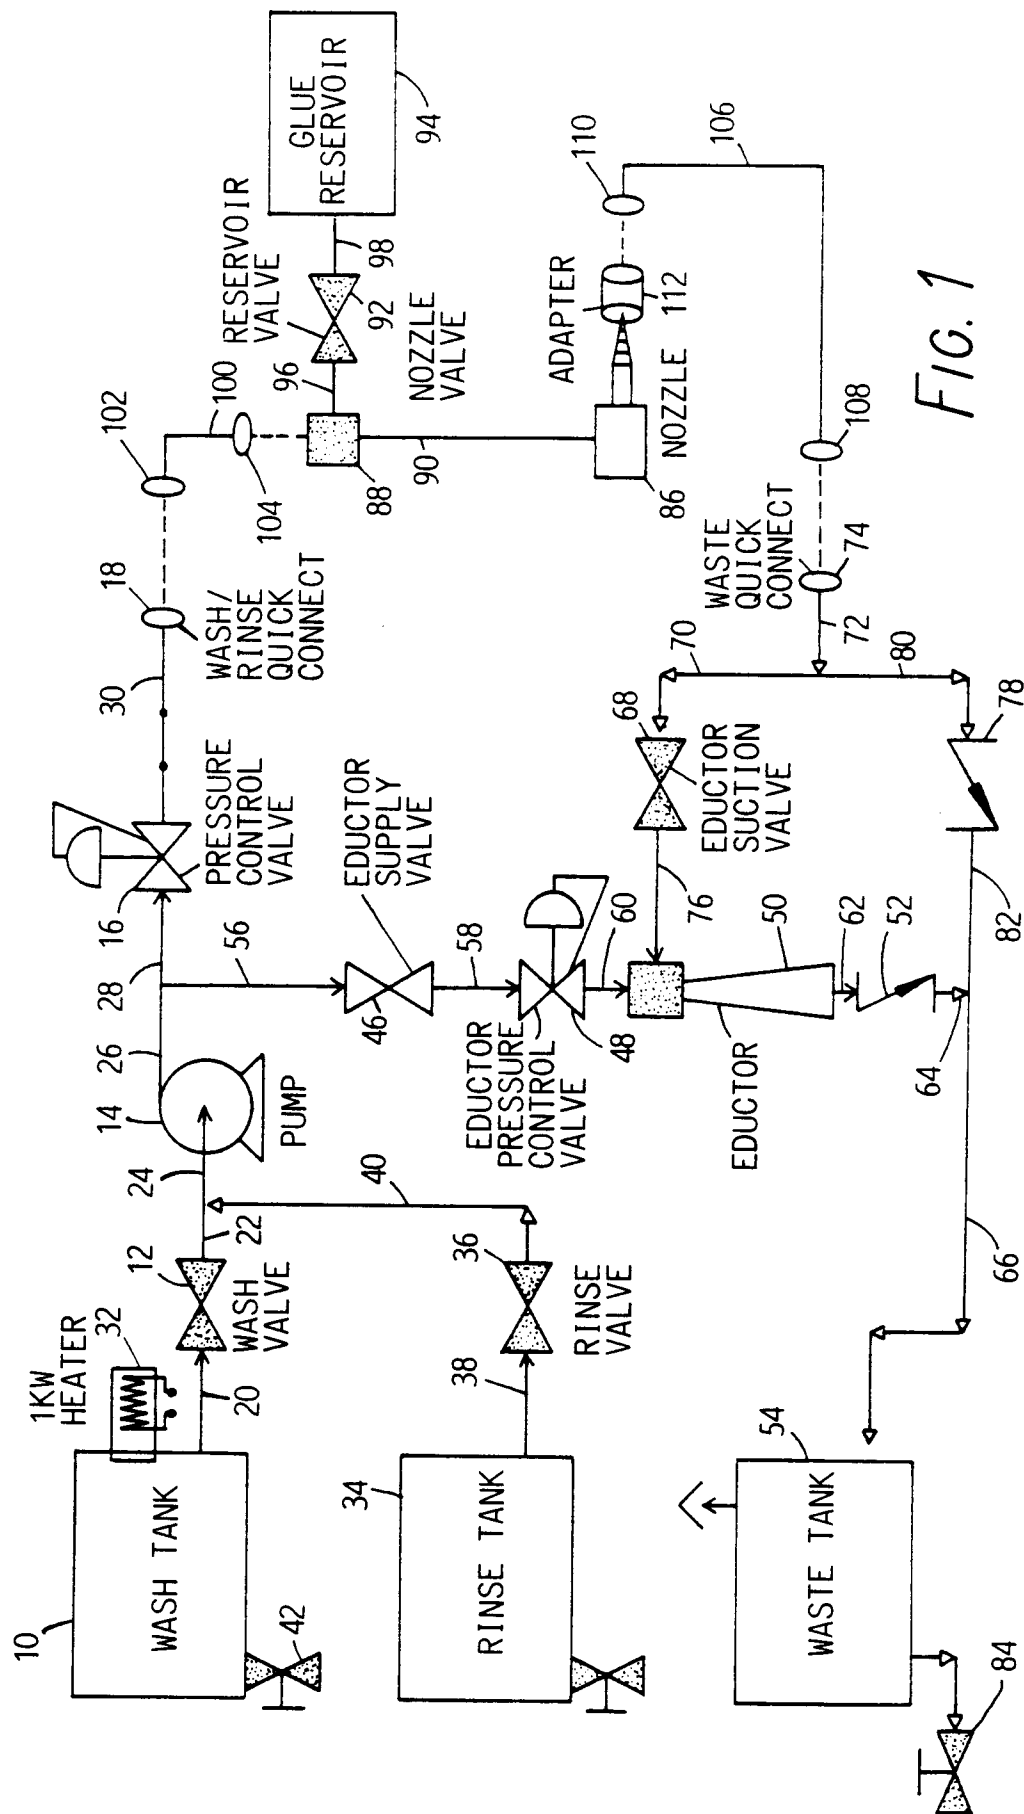 10
WASH TANK
42
1KW
HEATER
32
20
12
WASH
VALVE
22
24
14
PUMP
26
28
16
PRESSURE
CONTROL
VALVE
30
18
WASH/
RINSE
QUICK
CONNECT
102
100
104
RESERVOIR
VALVE
96
92
98
GLUE
RESERVOIR
94
88
NOZZLE
VALVE
90
34
RINSE TANK
38
36
RINSE
VALVE
40
56
46
EDUCTOR
SUPPLY
VALVE
58
EDUCTOR
PRESSURE
CONTROL
VALVE
48
60
86
NOZZLE
ADAPTER
112
110
106
EDUCTOR
50
76
68
EDUCTOR
SUCTION
VALVE
70
72
WASTE
QUICK
CONNECT
74
108
62
52
64
82
78
80
66
54
WASTE TANK
84
FIG. 1